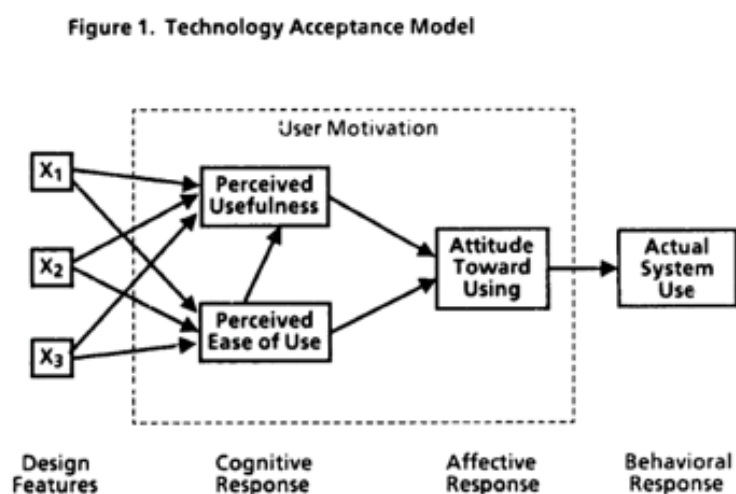 Figure 1. Technology Acceptance Model
User Motivation
X1
X2
X3
Perceived
Usefulness
Perceived
Ease of Use
Attitude
Toward
Using
Actual
System
Use
Design
Features
Cognitive
Response
Affective
Response
Behavioral
Response